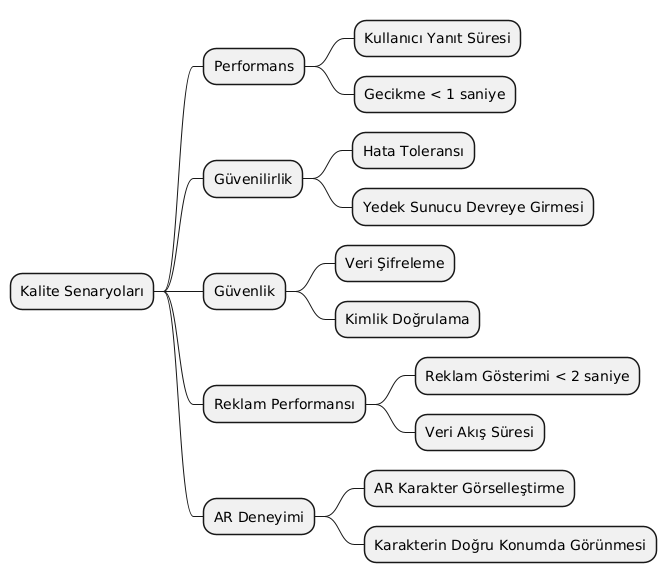 Kalite Senaryoları
Performans
Kullanıcı Yanıt Süresi
Gecikme < 1 saniye
Güvenilirlik
Hata Toleransı
Yedek Sunucu Devreye Girmesi
Güvenlik
Veri Şifreleme
Kimlik Doğrulama
Reklam Performansı
Reklam Gösterimi < 2 saniye
Veri Akış Süresi
AR Deneyimi
AR Karakter Görselleştirme
Karakterin Doğru Konumda Görünmesi